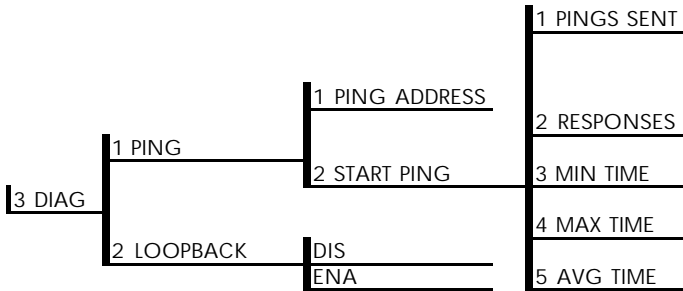 3 DIAG
1 PING
2 LOOPBACK
1 PING ADDRESS
2 START PING
DIS
ENA
1 PINGS SENT
2 RESPONSES
3 MIN TIME
4 MAX TIME
5 AVG TIME